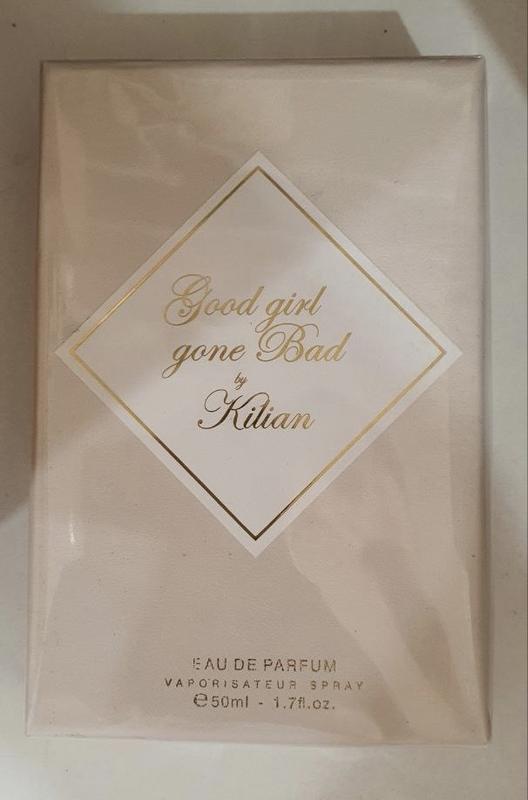 Good girl
gone Bad
by
Kilian
EAU DE PARFUM
VAPORISATEUR SPRAY
℮50ml - 1.7fl.oz.